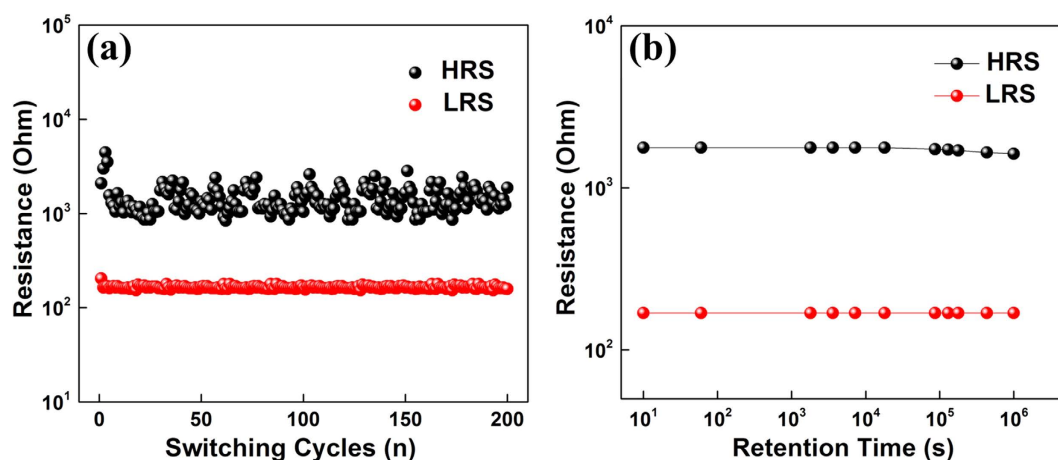 (a)
HRS
LRS
10^5
10^4
10^3
10^2
10^1
Resistance (Ohm)
0 50 100 150 200
Switching Cycles (n)
(b)
HRS
LRS
10^4
10^3
10^2
Resistance (Ohm)
10^1 10^2 10^3 10^4 10^5 10^6
Retention Time (s)